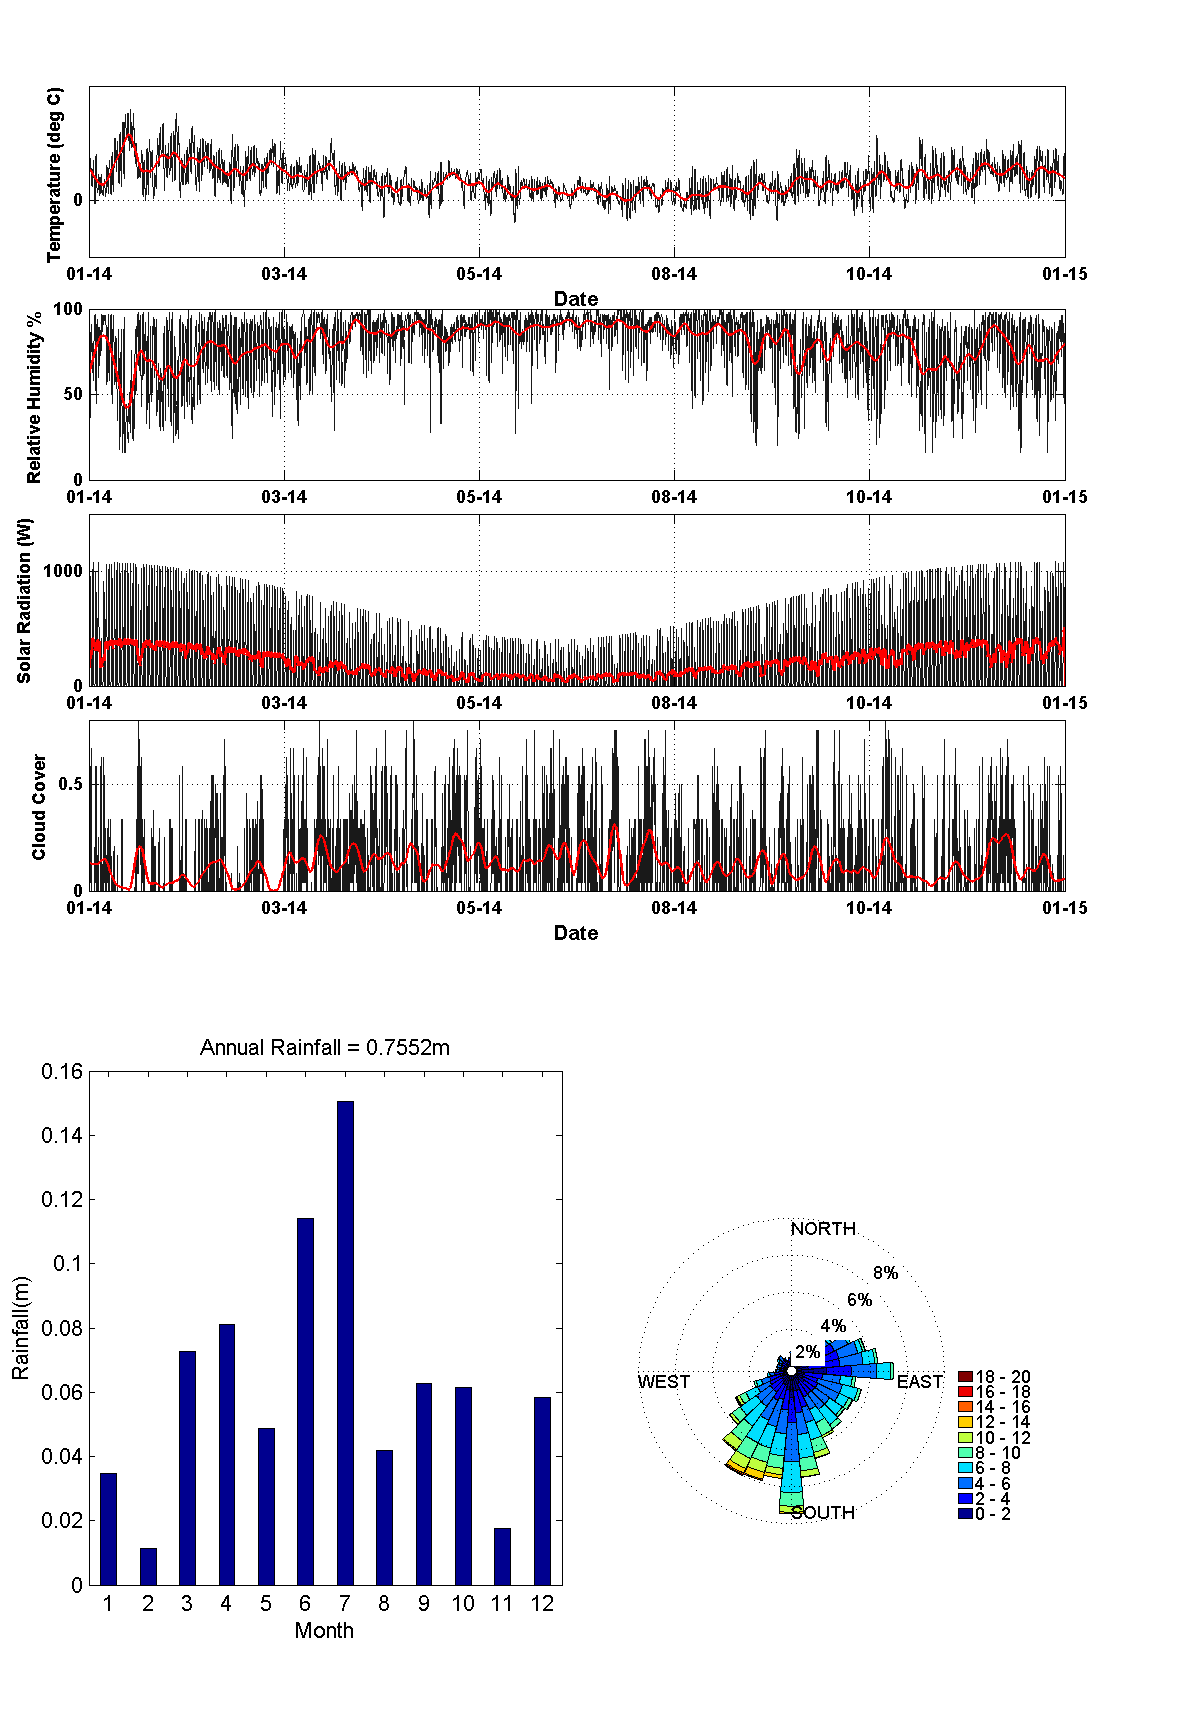 Temperature (deg C)
0
01-14 03-14 05-14 08-14 10-14 01-15
Date
Relative Humidity %
100
50
0
01-14 03-14 05-14 08-14 10-14 01-15
Solar Radiation (W)
1000
0
01-14 03-14 05-14 08-14 10-14 01-15
Cloud Cover
0.5
0
01-14 03-14 05-14 08-14 10-14 01-15
Date
Annual Rainfall = 0.7552m
Rainfall(m)
0.16
0.14
0.12
0.1
0.08
0.06
0.04
0.02
0
1 2 3 4 5 6 7 8 9 10 11 12
Month
NORTH
8%
6%
4%
2%
WEST
EAST
SOUTH
18 - 20
16 - 18
14 - 16
12 - 14
10 - 12
8 - 10
6 - 8
4 - 6
2 - 4
0 - 2